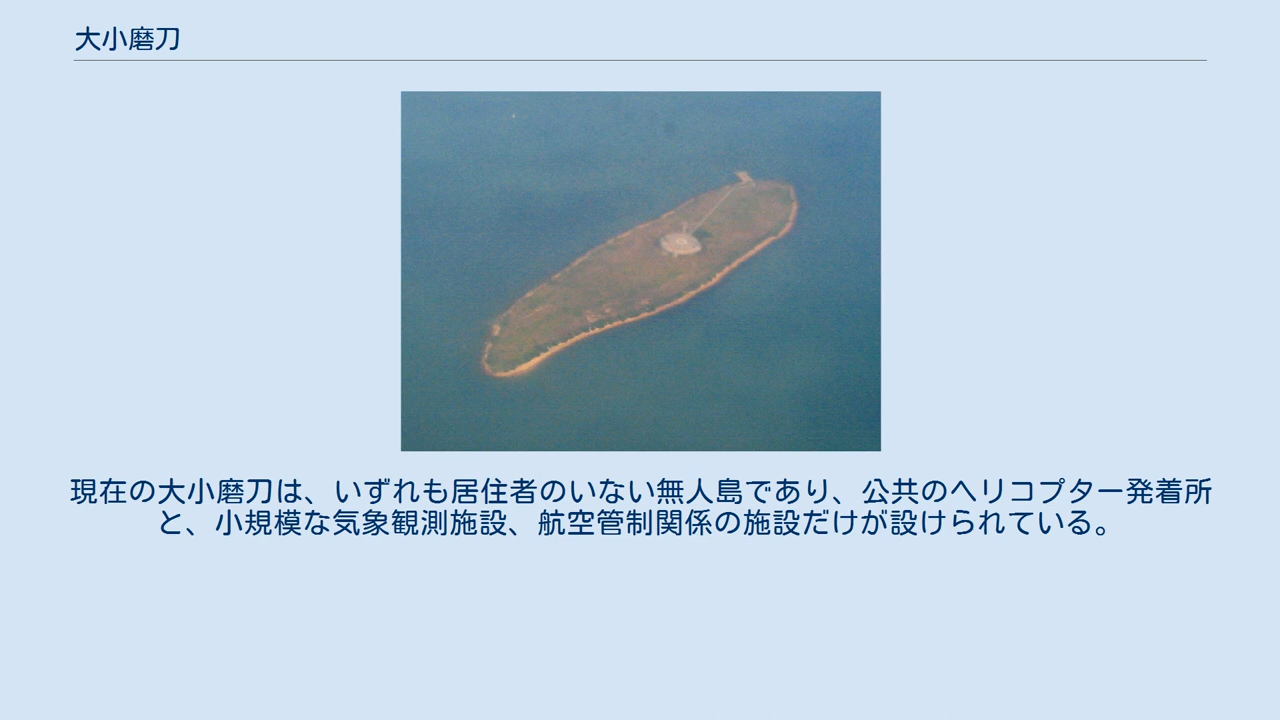 大小磨刀
現在の大小磨刀は、いずれも居住者のいない無人島であり、公共のヘリコプター発着所
と、小規模な気象観測施設、航空管制関係の施設だけが設けられている。